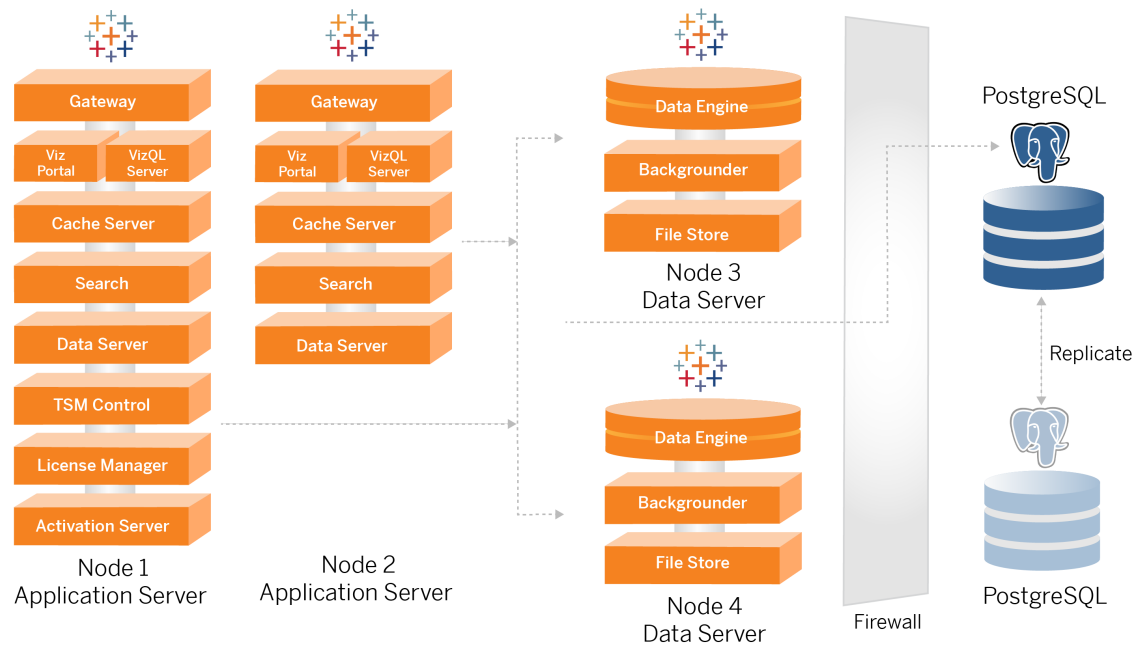 Gateway
Viz
Portal
VizQL
Server
Cache Server
Search
Data Server
TSM Control
License Manager
Activation Server
Node 1
Application Server
Gateway
Viz
Portal
VizQL
Server
Cache Server
Search
Data Server
Node 2
Application Server
Data Engine
Backgrounder
File Store
Node 3
Data Server
Data Engine
Backgrounder
File Store
Node 4
Data Server
Firewall
PostgreSQL
Replicate
PostgreSQL